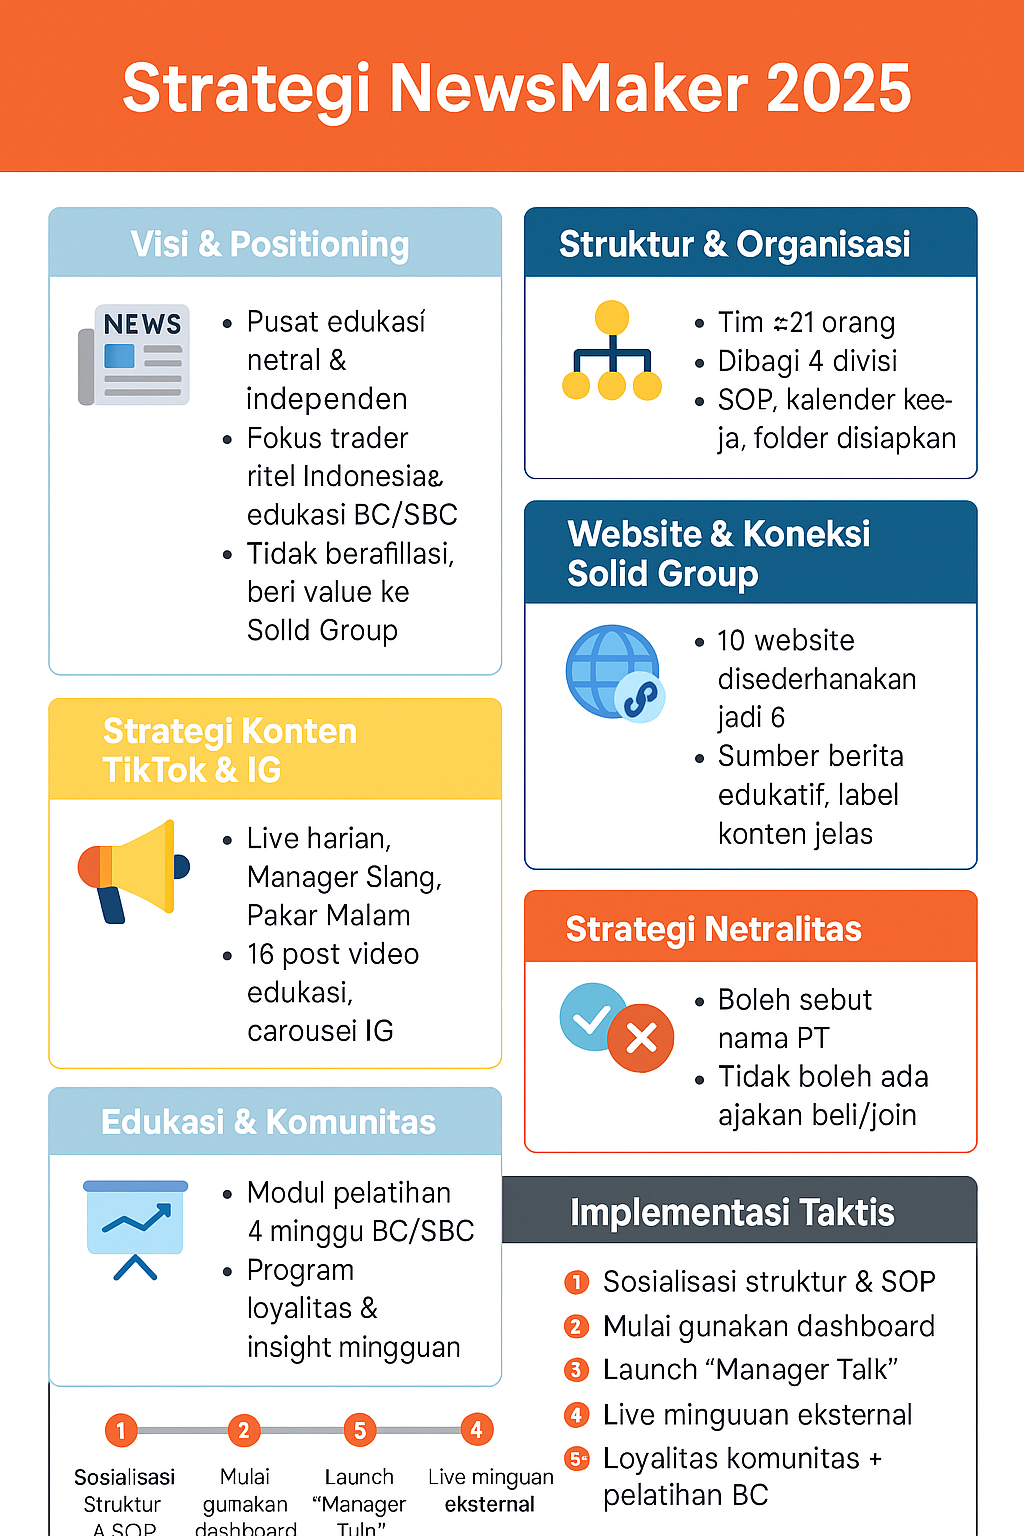 Strategi NewsMaker 2025
Visi & Positioning
NEWS
• Pusat edukasí
netral &
independen
• Fokus trader
ritel Indonesia&
edukasi BC/SBC
• Tidak berafillasi,
beri value ke
Solld Group
Strategi Konten
TikTok & IG
• Live harian,
Manager Slang,
Pakar Malam
• 16 post video
edukasi,
carousei IG
Edukasi & Komunitas
• Modul pelatihan
4 minggu BC/SBC
• Program
loyalitas &
insight mingguan
Struktur & Organisasi
• Tim ≈21 orang
• Dibagi 4 divisi
• SOP, kalender kee-
ja, folder disiapkan
Website & Koneksi
Solid Group
• 10 website
disederhanakan
jadi 6
• Sumber berita
edukatif, label
konten jelas
Strategi Netralitas
• Boleh sebut
nama PT
• Tidak boleh ada
ajakan beli/join
Implementasi Taktis
1 Sosialisasi struktur & SOP
2 Mulai gunakan dashboard
3 Launch “Manager Talk”
4 Live minguuan eksternal
5 Loyalitas komunitas +
pelatihan BC
1 2 5 4
Sosialisasi
Struktur
A SOP
Mulai
gumakan
dashboard
Launch
“Manager
Tuln”
Live minguan
eksternal